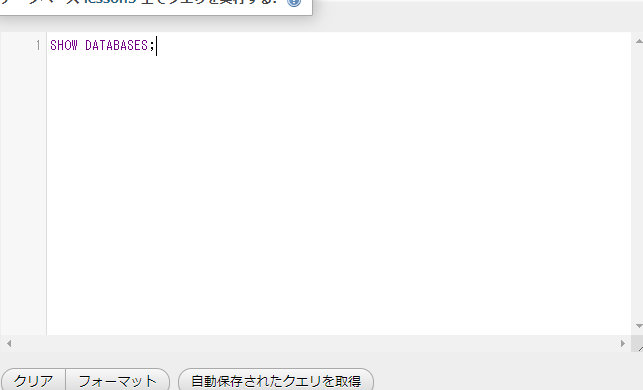 データベース lesson3 上でクエリを実行する:
1 SHOW DATABASES;
クリア フォーマット 自動保存されたクエリを取得